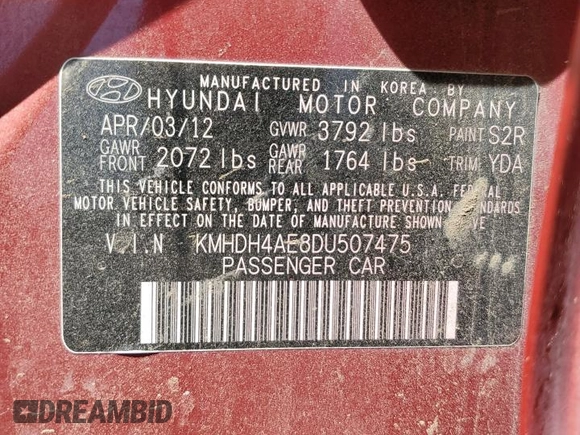 MANUFACTURED IN KOREA BY
HYUNDAI MOTOR COMPANY
APR/03/12 GVWR 3792 lbs PAINT S2R
GAWR FRONT 2072 lbs GAWR REAR 1764 lbs TRIM YDA
THIS VEHICLE CONFORMS TO ALL APPLICABLE U.S.A. FEDERAL
MOTOR VEHICLE SAFETY, BUMPER, AND THEFT PREVENTION STANDARDS
IN EFFECT ON THE DATE OF MANUFACTURE SHOWN ABOVE
V.I.N KMHDH4AE8DU507475
PASSENGER CAR
DREAMBID